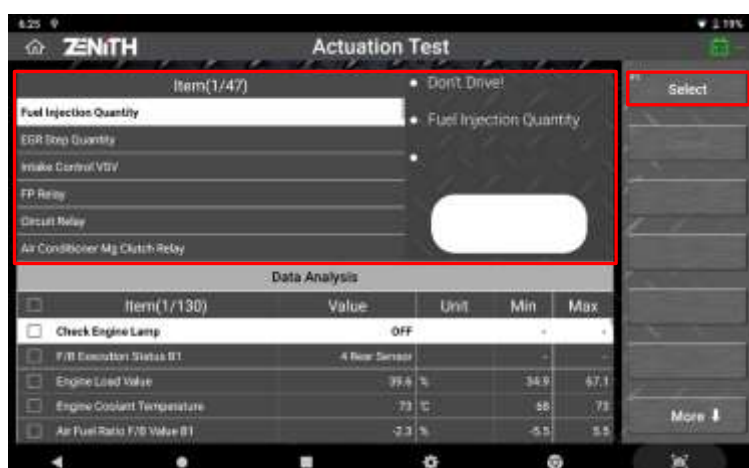 6:25
19%
ZENITH
Actuation Test
Item(1/47)
Fuel Injection Quantity
EGR Step Quantity
Intake Control VSV
FP Relay
Circuit Relay
Air Conditioner Mg Clutch Relay
Don't Drive!
Fuel Injection Quantity
Select
Data Analysis
Item(1/130) Value Unit Min Max
Check Engine Lamp OFF - -
F/B Execution Status B1 4 Rear Sensor - -
Engine Load Value 39.6 % 34.9 67.1
Engine Coolant Temperature 73 ℃ 68 73
Air Fuel Ratio F/B Value B1 -2.3 % -5.5 5.5
More